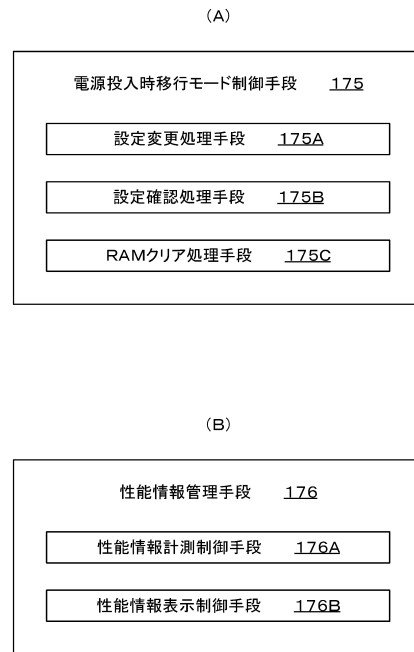 (A)
電源投入時移行モード制御手段 175
設定変更処理手段 175A
設定確認処理手段 175B
RAMクリア処理手段 175C
(B)
性能情報管理手段 176
性能情報計測制御手段 176A
性能情報表示制御手段 176B